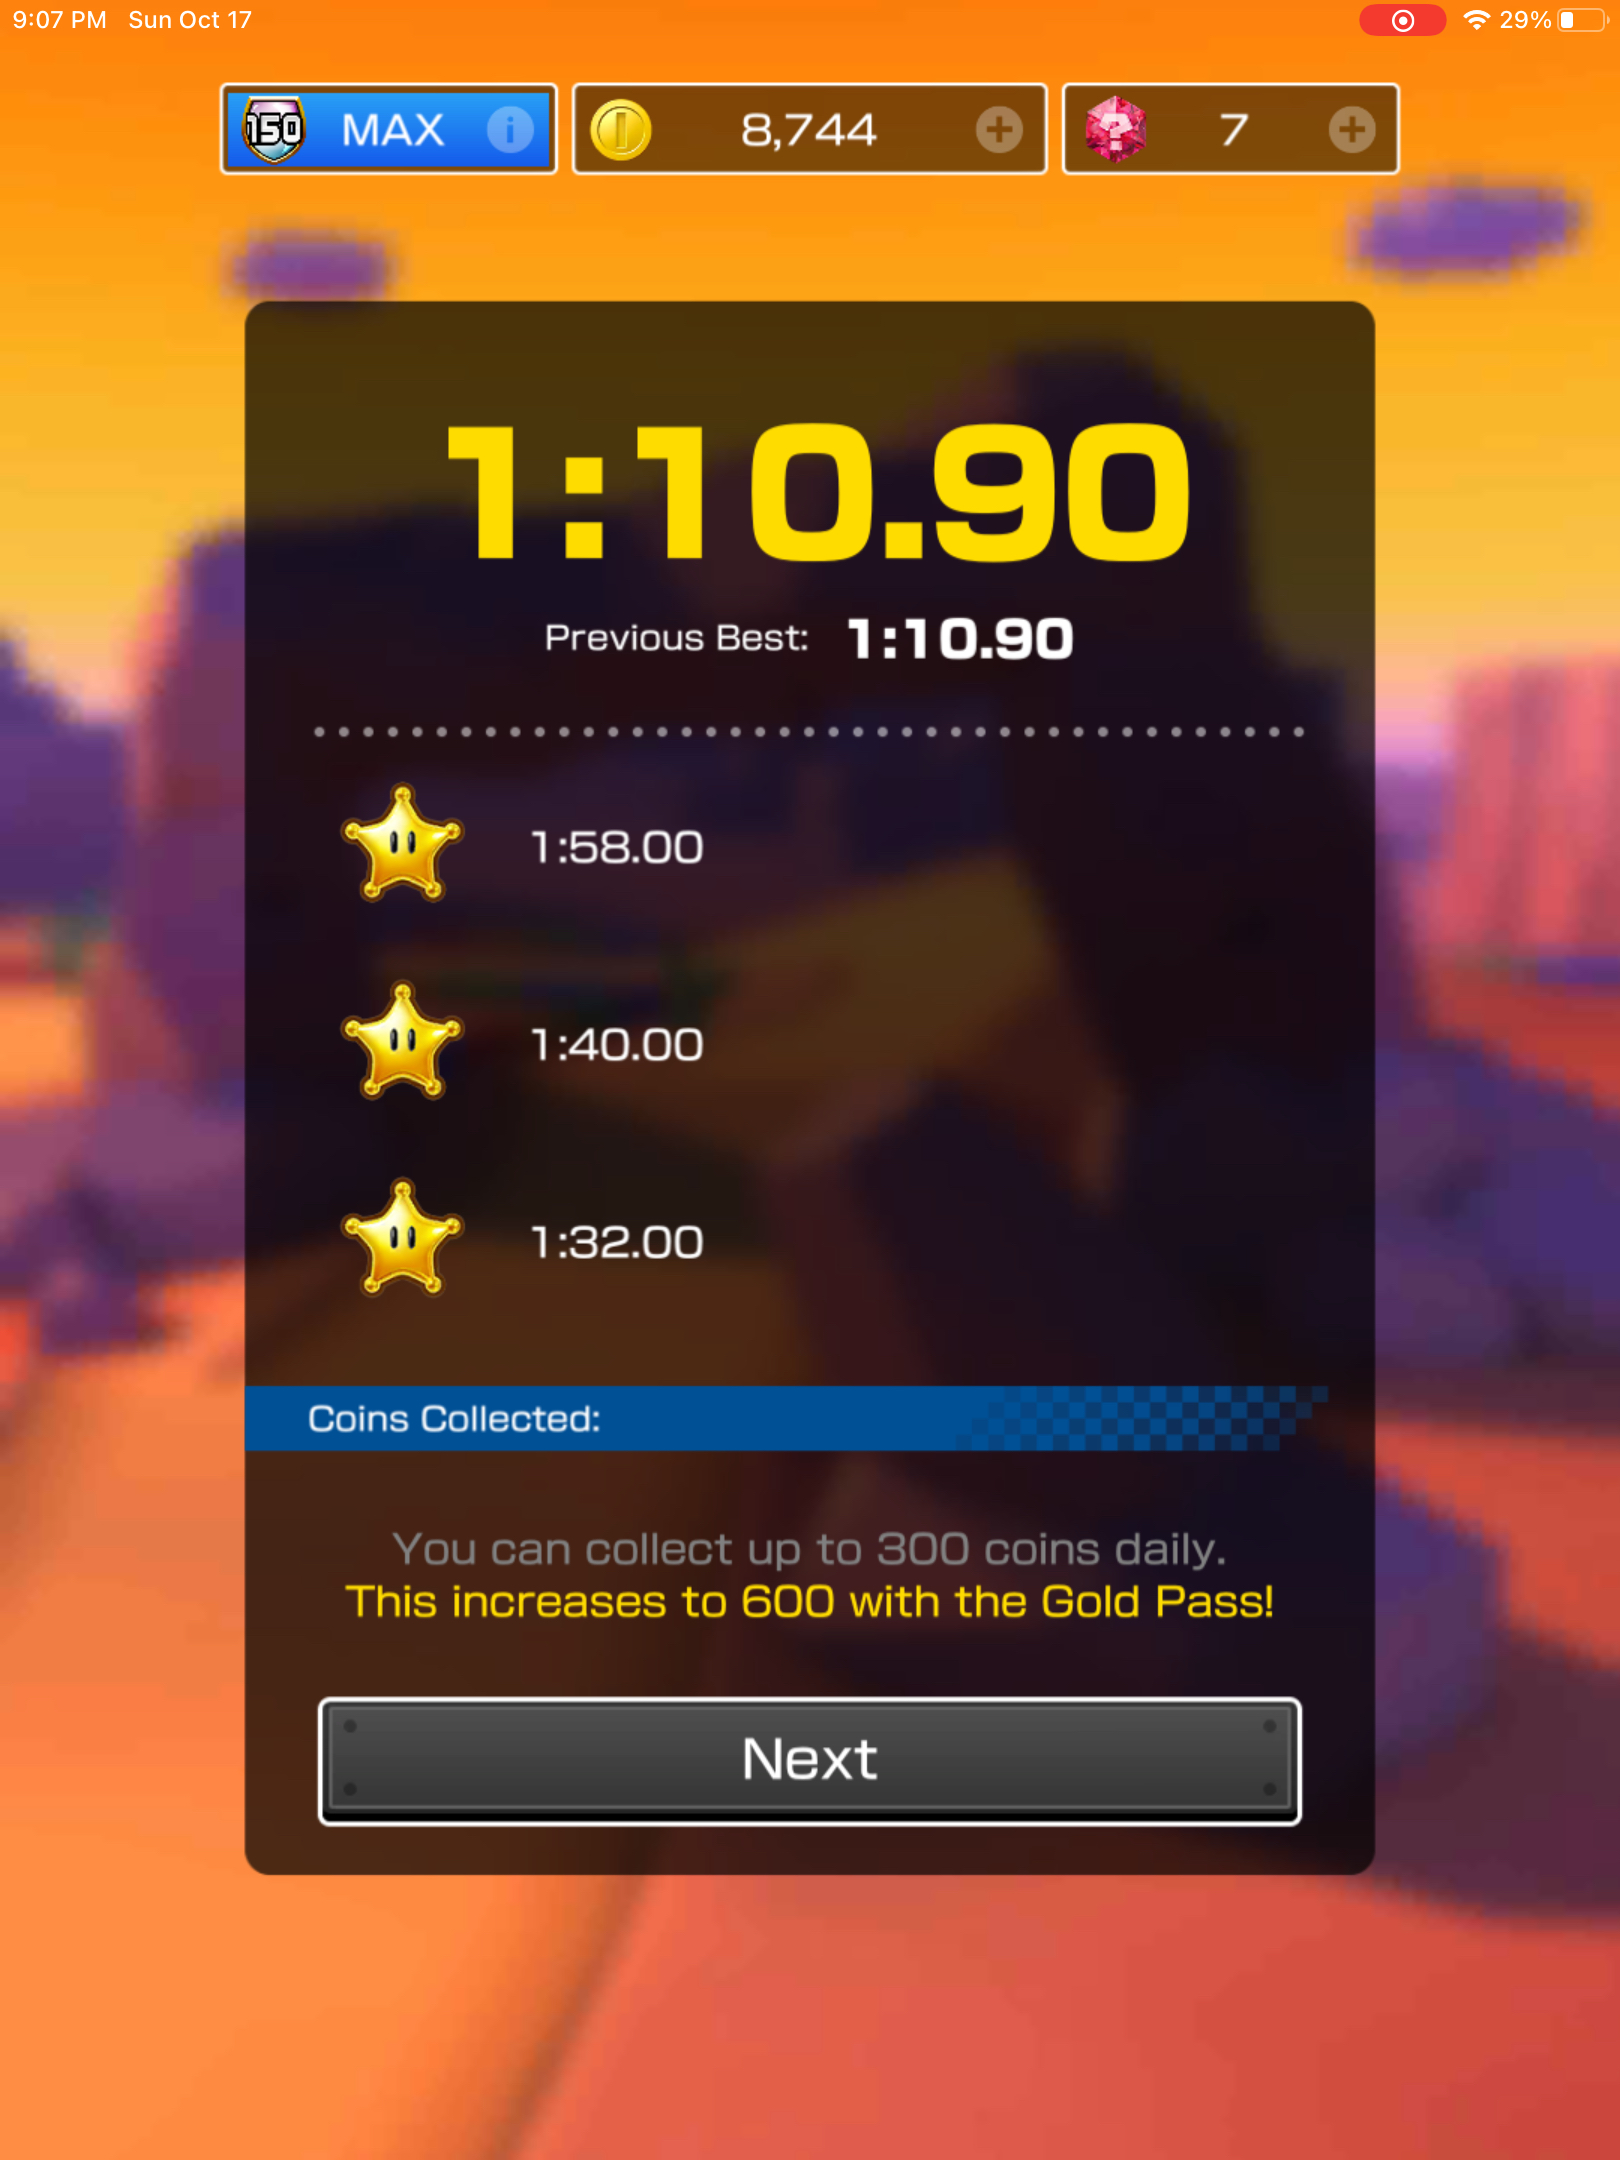 9:07 PM Sun Oct 17 29%
150 MAX i 8,744 + ? 7 +
1:10.90
Previous Best: 1:10.90
1:58.00
1:40.00
1:32.00
Coins Collected:
You can collect up to 300 coins daily.
This increases to 600 with the Gold Pass!
Next